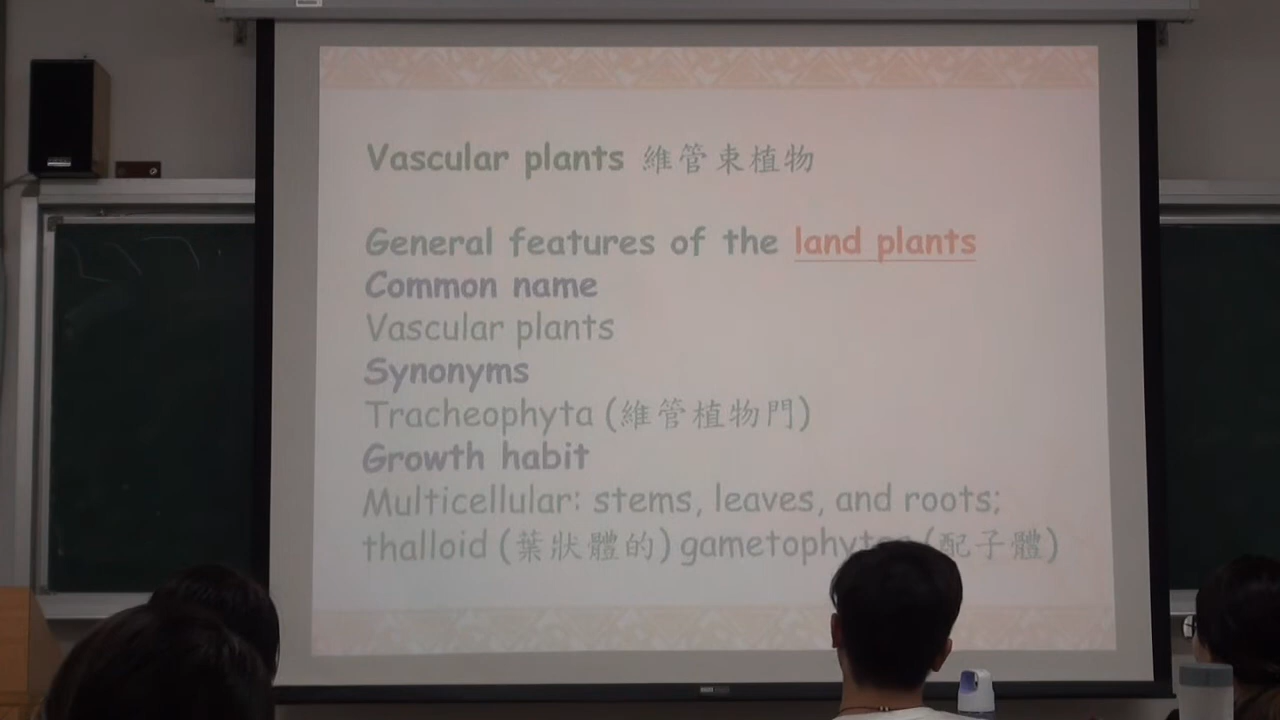 Vascular plants 維管束植物
General features of the land plants
Common name
Vascular plants
Synonyms
Tracheophyta (維管植物門)
Growth habit
Multicellular: stems, leaves, and roots;
thalloid (葉狀體的) gametophytes (配子體)